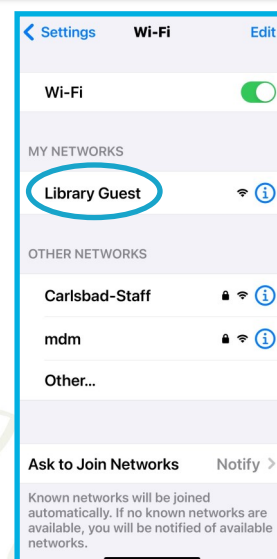 Settings Wi-Fi Edit
Wi-Fi
MY NETWORKS
Library Guest
OTHER NETWORKS
Carlsbad-Staff
mdm
Other...
Ask to Join Networks Notify
Known networks will be joined
automatically. If no known networks are
available, you will be notified of available
networks.